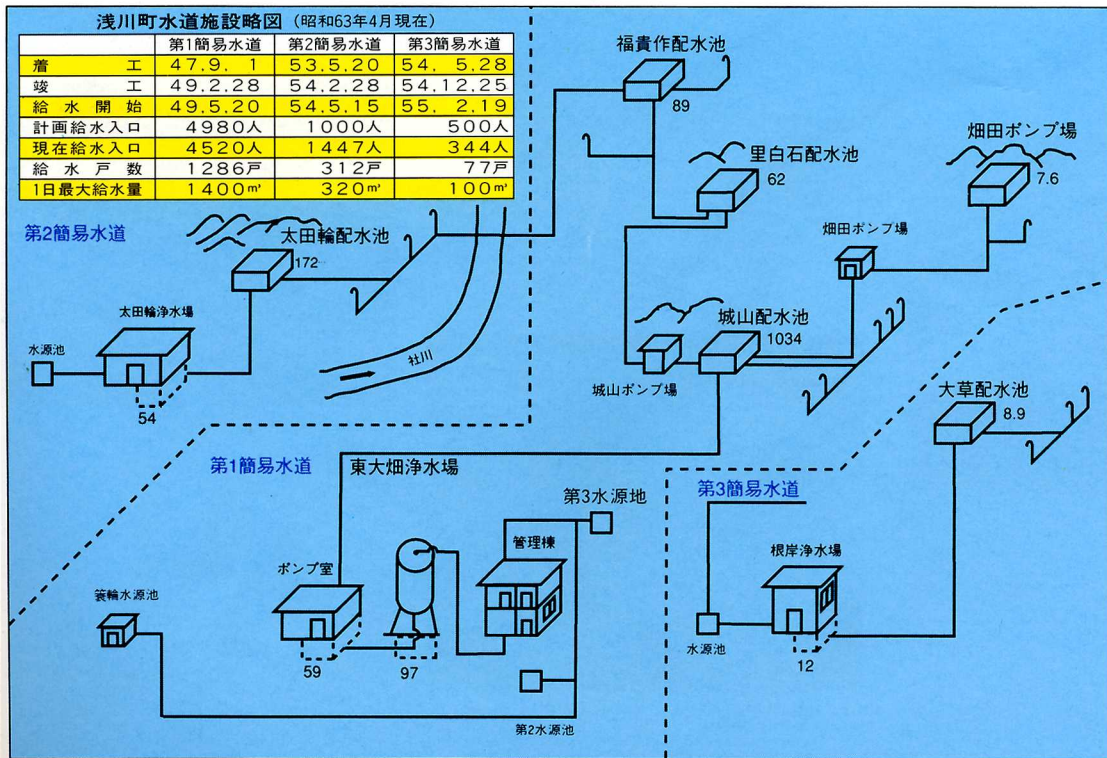 浅川町水道施設略図 (昭和63年4月現在)
第1簡易水道 第2簡易水道 第3簡易水道
着工 47.9. 1 53.5.20 54. 5.28
竣工 49.2.28 54.2.28 54.12.25
給水開始 49.5.20 54.5.15 55. 2.19
計画給水人口 4980人 1000人 500人
現在給水人口 4520人 1447人 344人
給水戸数 1286戸 312戸 77戸
1日最大給水量 1400㎥ 320㎥ 100㎥
福貴作配水池
89
里白石配水池
62
畑田ポンプ場
7.6
畑田ポンプ場
第2簡易水道
太田輪配水池
172
太田輪浄水場
水源池
54
社川
城山配水池
1034
城山ポンプ場
大草配水池
8.9
第1簡易水道
東大畑浄水場
第3水源地
管理棟
ポンプ室
59
97
蓑輪水源池
第2水源池
第3簡易水道
根岸浄水場
水源池
12